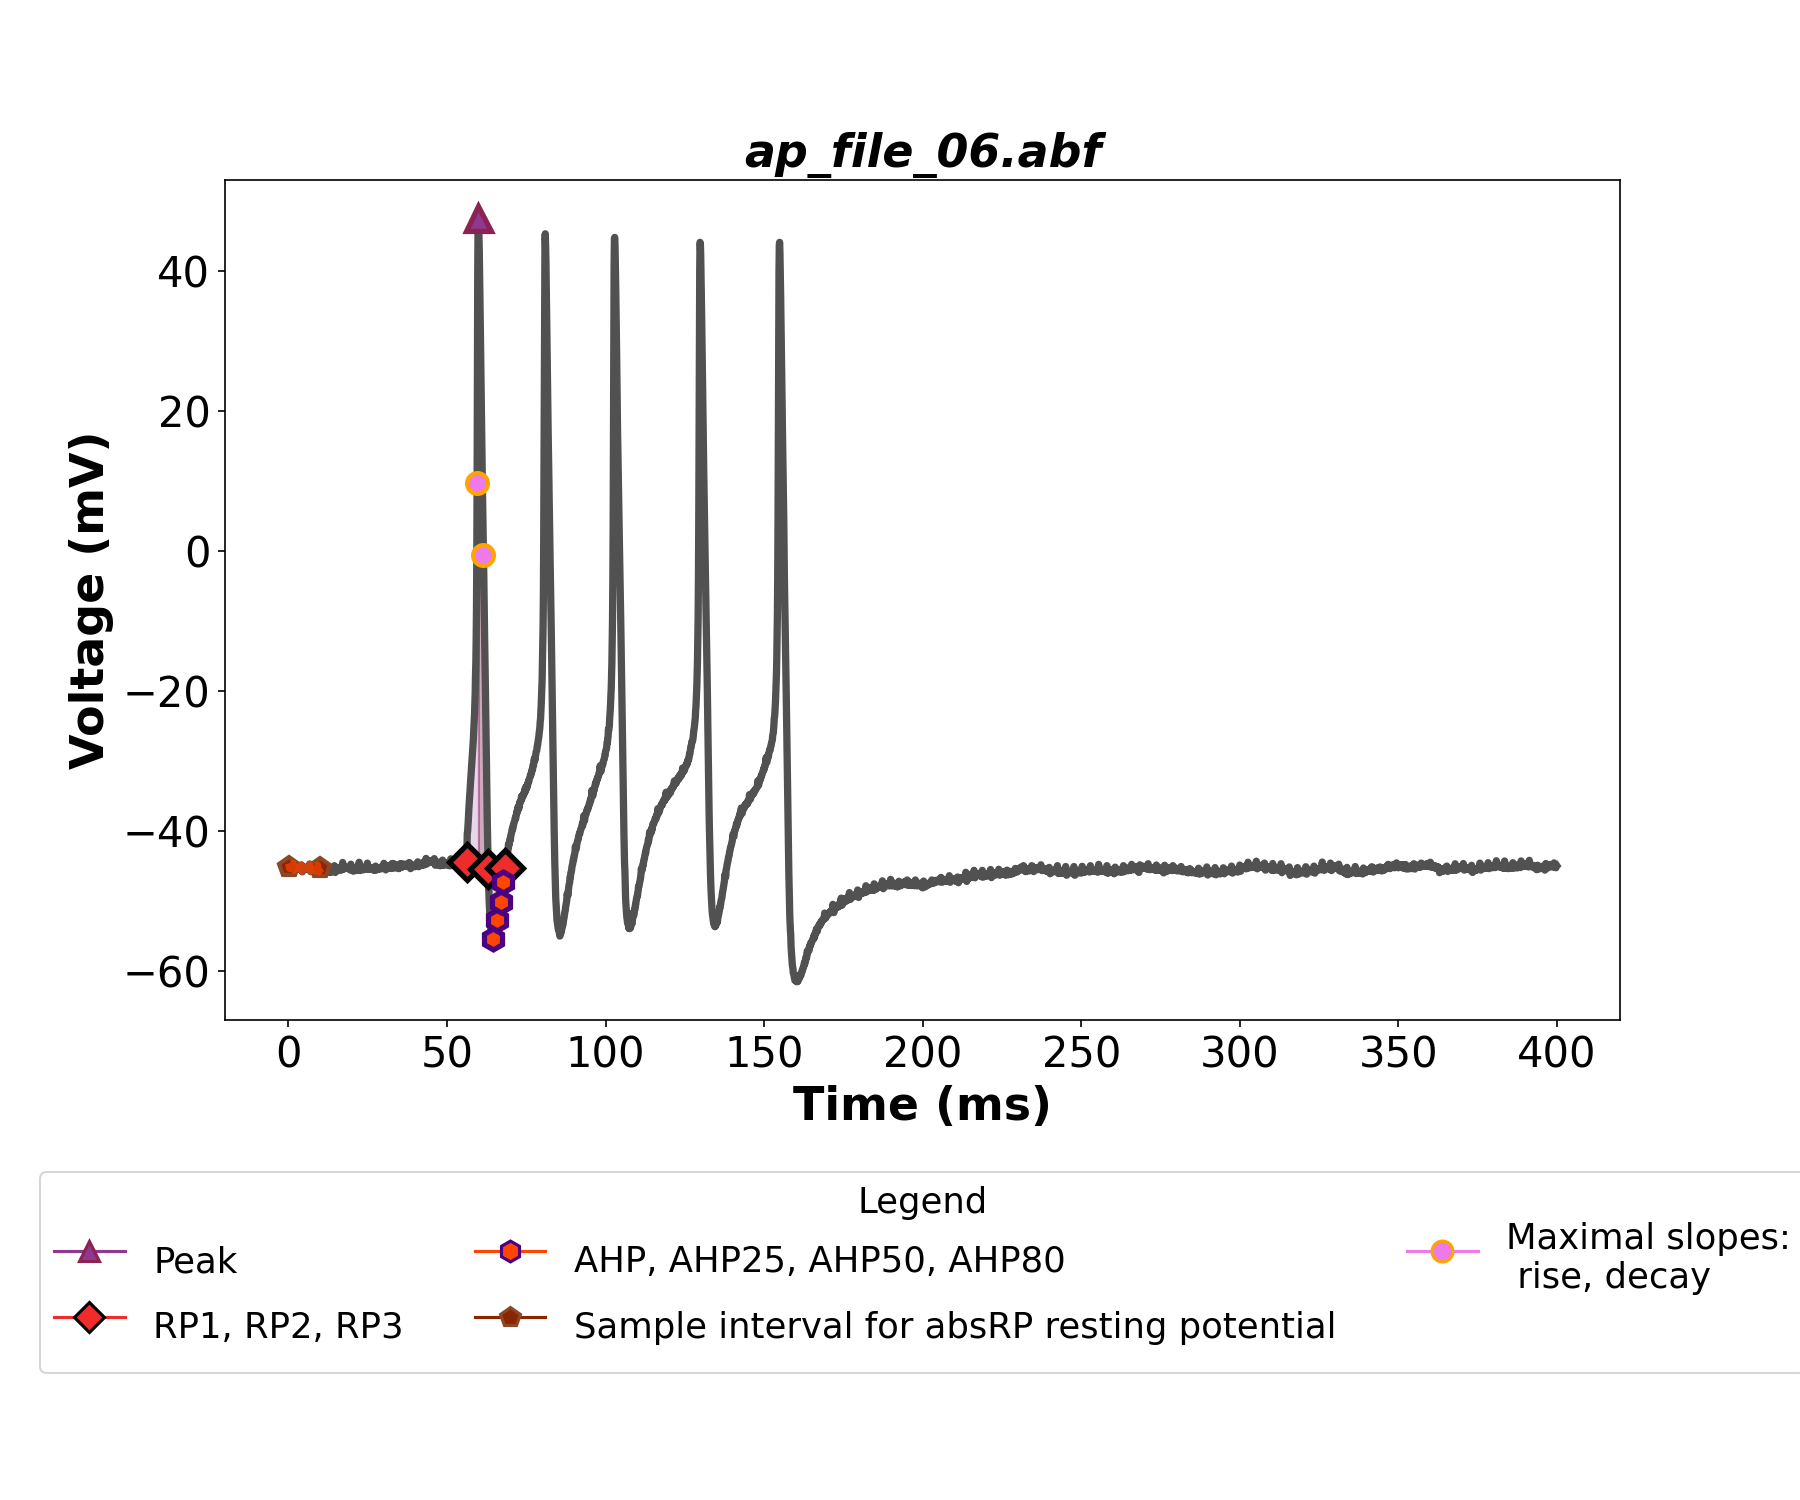 ap_file_06.abf
Voltage (mV)
40
20
0
−20
−40
−60
0 50 100 150 200 250 300 350 400
Time (ms)
Legend
Peak
RP1, RP2, RP3
AHP, AHP25, AHP50, AHP80
Sample interval for absRP resting potential
Maximal slopes:
rise, decay